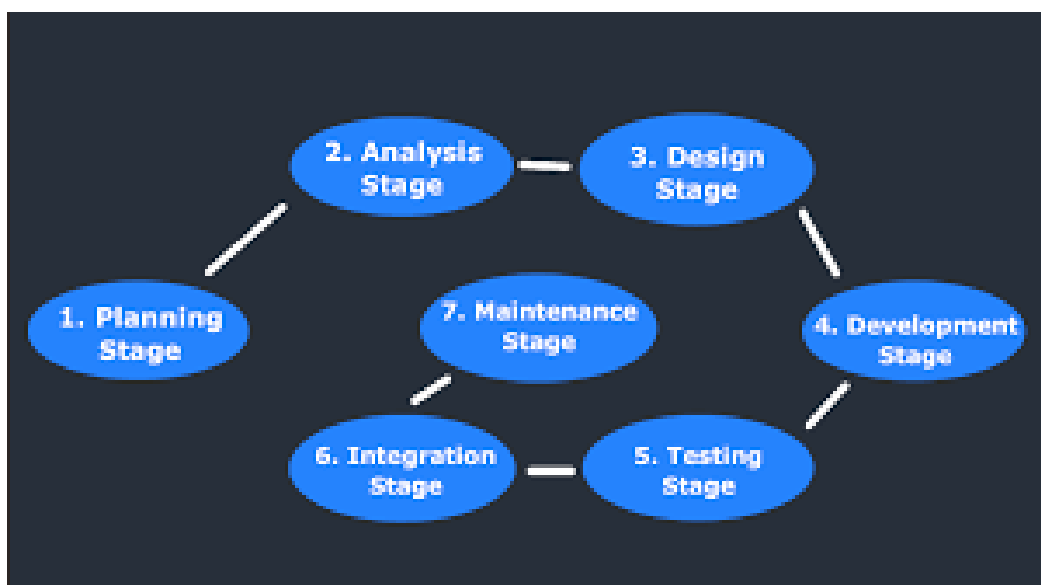 1. Planning
Stage
2. Analysis
Stage
3. Design
Stage
4. Development
Stage
5. Testing
Stage
6. Integration
Stage
7. Maintenance
Stage